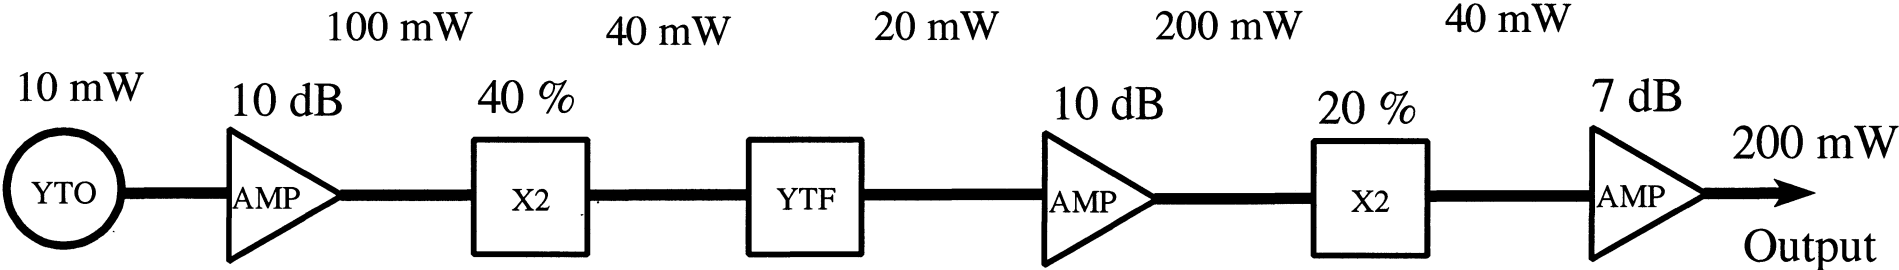 100 mW
40 mW
20 mW
200 mW
40 mW
10 mW
10 dB
40 %
10 dB
20 %
7 dB
200 mW
YTO
AMP
X2
YTF
AMP
X2
AMP
Output